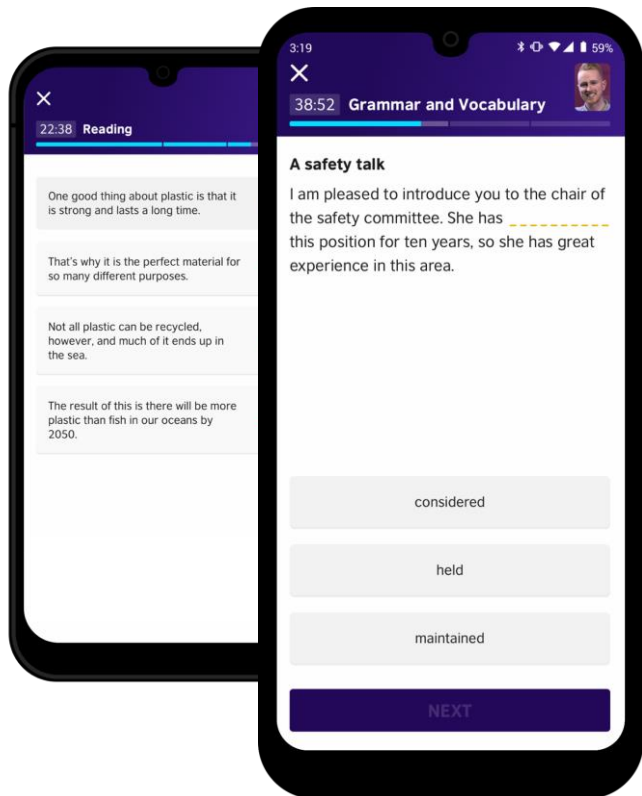 22:38 Reading
One good thing about plastic is that it
is strong and lasts a long time.
That's why it is the perfect material for
so many different purposes.
Not all plastic can be recycled,
however, and much of it ends up in
the sea.
The result of this is there will be more
plastic than fish in our oceans by
2050.
3:19 59%
38:52 Grammar and Vocabulary
A safety talk
I am pleased to introduce you to the chair of
the safety committee. She has
this position for ten years, so she has great
experience in this area.
considered
held
maintained
NEXT